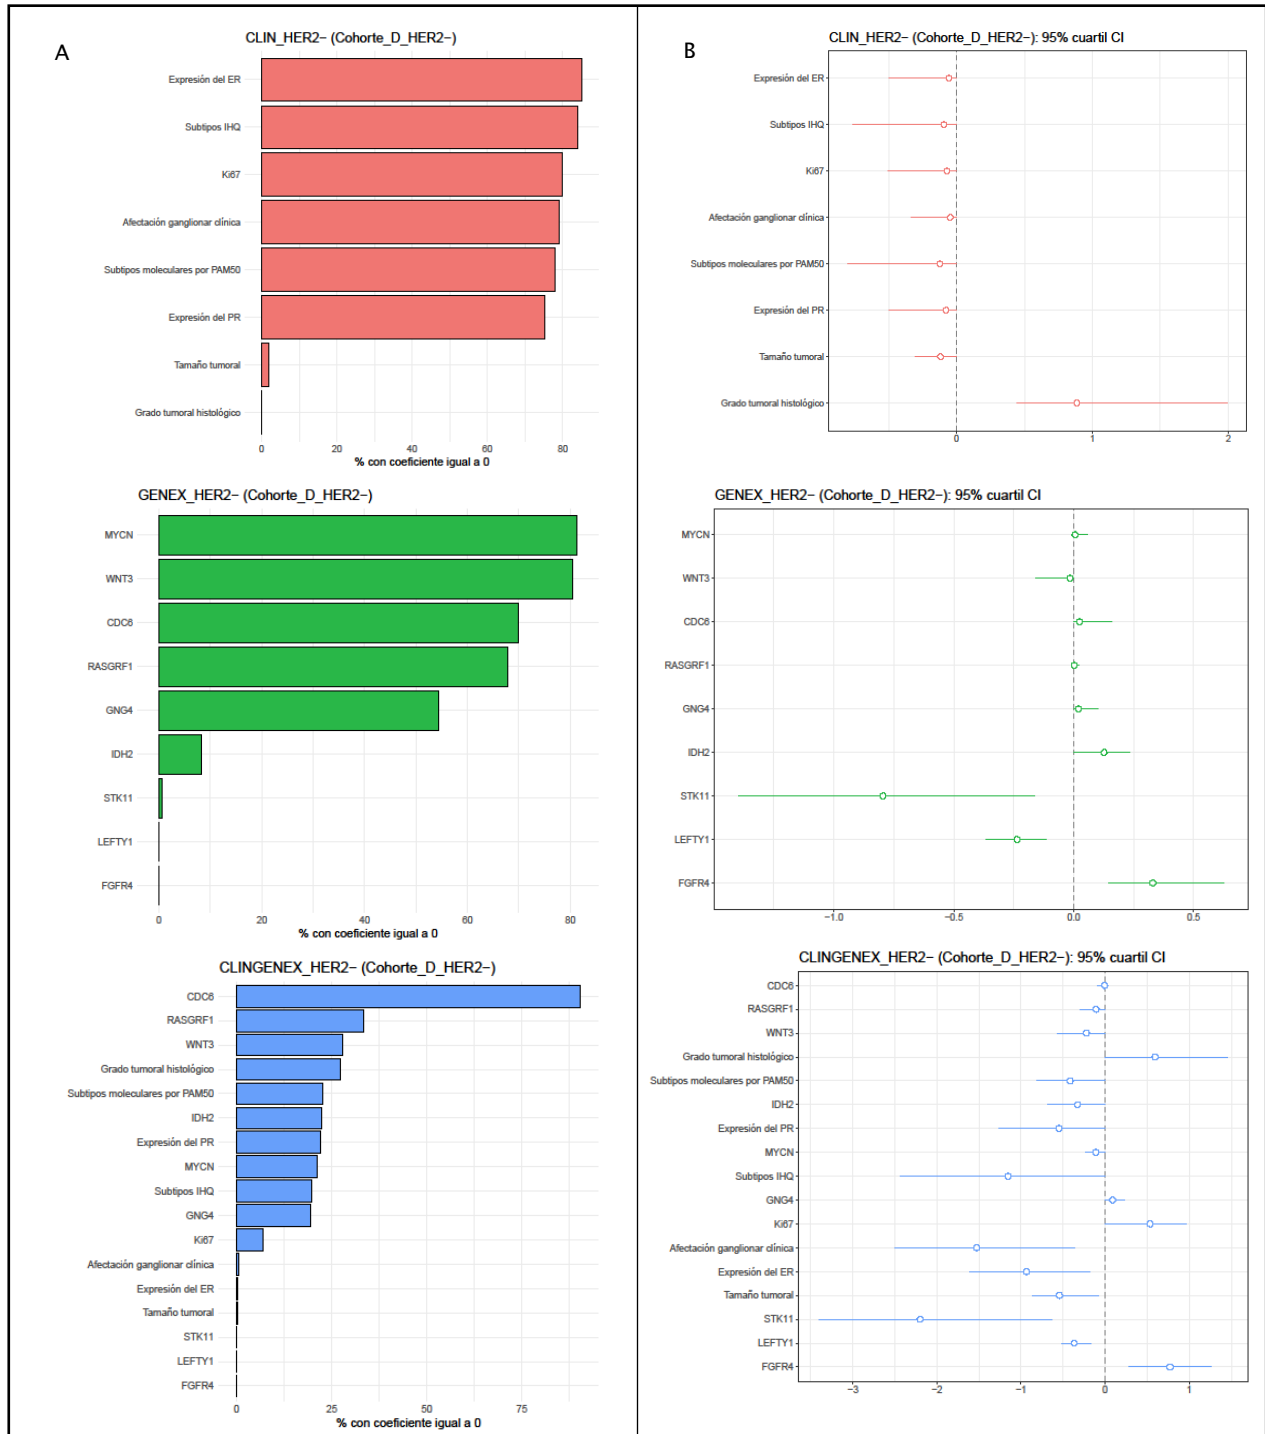 A
CLIN_HER2− (Cohorte_D_HER2−)
Expresión del ER
Subtipos IHQ
Ki67
Afectación ganglionar clínica
Subtipos moleculares por PAM50
Expresión del PR
Tamaño tumoral
Grado tumoral histológico
0 20 40 60 80
% con coeficiente igual a 0
GENEX_HER2− (Cohorte_D_HER2−)
MYCN
WNT3
CDC6
RASGRF1
GNG4
IDH2
STK11
LEFTY1
FGFR4
0 20 40 60 80
% con coeficiente igual a 0
CLINGENEX_HER2− (Cohorte_D_HER2−)
CDC6
RASGRF1
WNT3
Grado tumoral histológico
Subtipos moleculares por PAM50
IDH2
Expresión del PR
MYCN
Subtipos IHQ
GNG4
Ki67
Afectación ganglionar clínica
Expresión del ER
Tamaño tumoral
STK11
LEFTY1
FGFR4
0 25 50 75
% con coeficiente igual a 0
B
CLIN_HER2− (Cohorte_D_HER2−): 95% cuartil CI
Expresión del ER
Subtipos IHQ
Ki67
Afectación ganglionar clínica
Subtipos moleculares por PAM50
Expresión del PR
Tamaño tumoral
Grado tumoral histológico
0 1 2
GENEX_HER2− (Cohorte_D_HER2−): 95% cuartil CI
MYCN
WNT3
CDC6
RASGRF1
GNG4
IDH2
STK11
LEFTY1
FGFR4
−1.0 −0.5 0.0 0.5
CLINGENEX_HER2− (Cohorte_D_HER2−): 95% cuartil CI
CDC6
RASGRF1
WNT3
Grado tumoral histológico
Subtipos moleculares por PAM50
IDH2
Expresión del PR
MYCN
Subtipos IHQ
GNG4
Ki67
Afectación ganglionar clínica
Expresión del ER
Tamaño tumoral
STK11
LEFTY1
FGFR4
−3 −2 −1 0 1